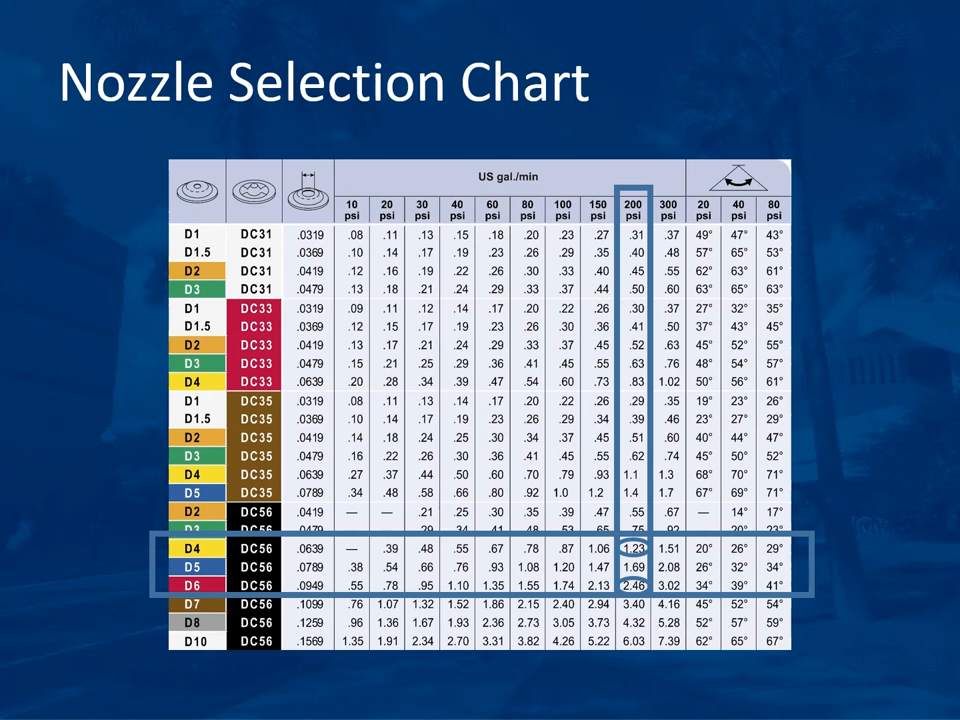 Nozzle Selection Chart
US gal./min
10 psi 20 psi 30 psi 40 psi 60 psi 80 psi 100 psi 150 psi 200 psi 300 psi 20 psi 40 psi 80 psi
D1 DC31 .0319 .08 .11 .13 .15 .18 .20 .23 .27 .31 .37 49° 47° 43°
D1.5 DC31 .0369 .10 .14 .17 .19 .23 .26 .29 .35 .40 .48 57° 65° 53°
D2 DC31 .0419 .12 .16 .19 .22 .26 .30 .33 .40 .45 .55 62° 63° 61°
D3 DC31 .0479 .13 .18 .21 .24 .29 .33 .37 .44 .50 .60 63° 65° 63°
D1 DC33 .0319 .09 .11 .12 .14 .17 .20 .22 .26 .30 .37 27° 32° 35°
D1.5 DC33 .0369 .12 .15 .17 .19 .23 .26 .30 .36 .41 .50 37° 43° 45°
D2 DC33 .0419 .13 .17 .21 .24 .29 .33 .37 .45 .52 .63 45° 52° 55°
D3 DC33 .0479 .15 .21 .25 .29 .36 .41 .45 .55 .63 .76 48° 54° 57°
D4 DC33 .0639 .20 .28 .34 .39 .47 .54 .60 .73 .83 1.02 50° 56° 61°
D1 DC35 .0319 .08 .11 .13 .14 .17 .20 .22 .26 .29 .35 19° 23° 26°
D1.5 DC35 .0369 .10 .14 .17 .19 .23 .26 .29 .34 .39 .46 23° 27° 29°
D2 DC35 .0419 .14 .18 .24 .25 .30 .34 .37 .45 .51 .60 40° 44° 47°
D3 DC35 .0479 .16 .22 .26 .30 .36 .41 .45 .55 .62 .74 45° 50° 52°
D4 DC35 .0639 .27 .37 .44 .50 .60 .70 .79 .93 1.1 1.3 68° 70° 71°
D5 DC35 .0789 .34 .48 .58 .66 .80 .92 1.0 1.2 1.4 1.7 67° 69° 71°
D2 DC56 .0419 — — .21 .25 .30 .35 .39 .47 .55 .67 — 14° 17°
D3 DC56 .0479 .29 .34 .41 .48 .53 .65 .75 .92 20° 23°
D4 DC56 .0639 — .39 .48 .55 .67 .78 .87 1.06 1.23 1.51 20° 26° 29°
D5 DC56 .0789 .38 .54 .66 .76 .93 1.08 1.20 1.47 1.69 2.08 26° 32° 34°
D6 DC56 .0949 .55 .78 .95 1.10 1.35 1.55 1.74 2.13 2.46 3.02 34° 39° 41°
D7 DC56 .1099 .76 1.07 1.32 1.52 1.86 2.15 2.40 2.94 3.40 4.16 45° 52° 54°
D8 DC56 .1259 .96 1.36 1.67 1.93 2.36 2.73 3.05 3.73 4.32 5.28 52° 57° 59°
D10 DC56 .1569 1.35 1.91 2.34 2.70 3.31 3.82 4.26 5.22 6.03 7.39 62° 65° 67°